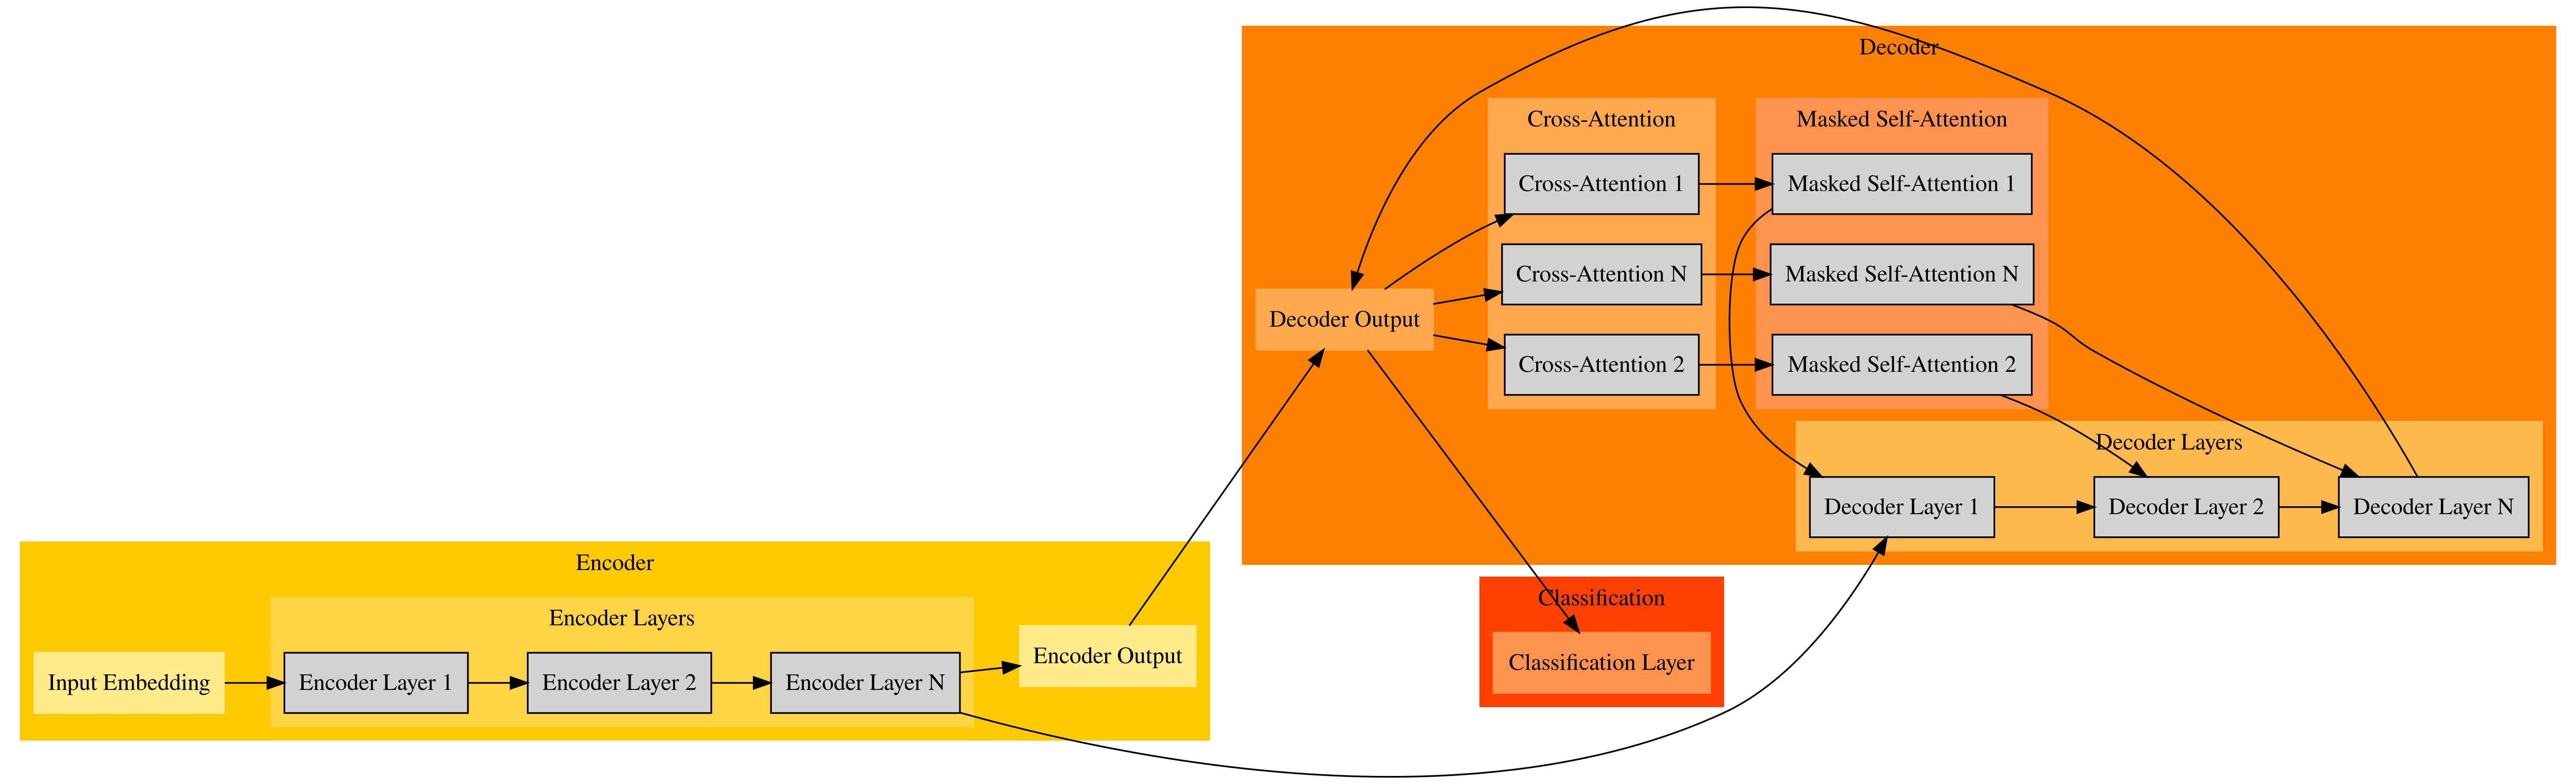 Decoder
Cross-Attention
Masked Self-Attention
Cross-Attention 1
Masked Self-Attention 1
Cross-Attention N
Masked Self-Attention N
Decoder Output
Cross-Attention 2
Masked Self-Attention 2
Decoder Layers
Decoder Layer 1
Decoder Layer 2
Decoder Layer N
Encoder
Encoder Layers
Input Embedding
Encoder Layer 1
Encoder Layer 2
Encoder Layer N
Encoder Output
Classification
Classification Layer